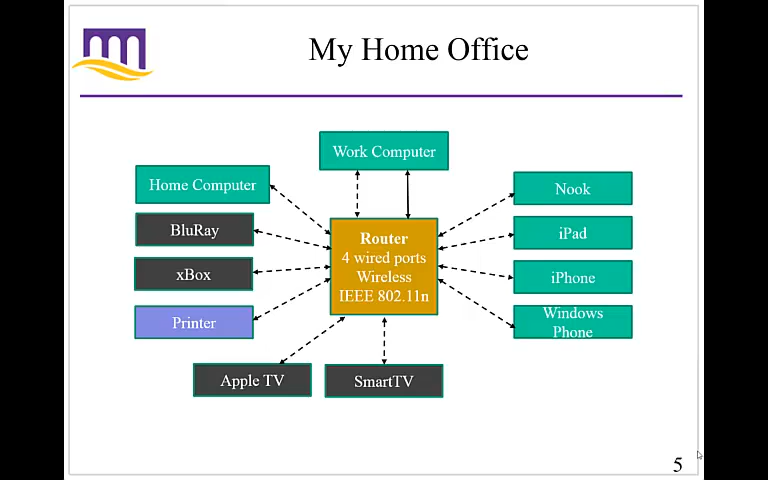 My Home Office
Work Computer
Home Computer
BluRay
xBox
Printer
Router
4 wired ports
Wireless
IEEE 802.11n
Nook
iPad
iPhone
Windows
Phone
Apple TV
SmartTV
5